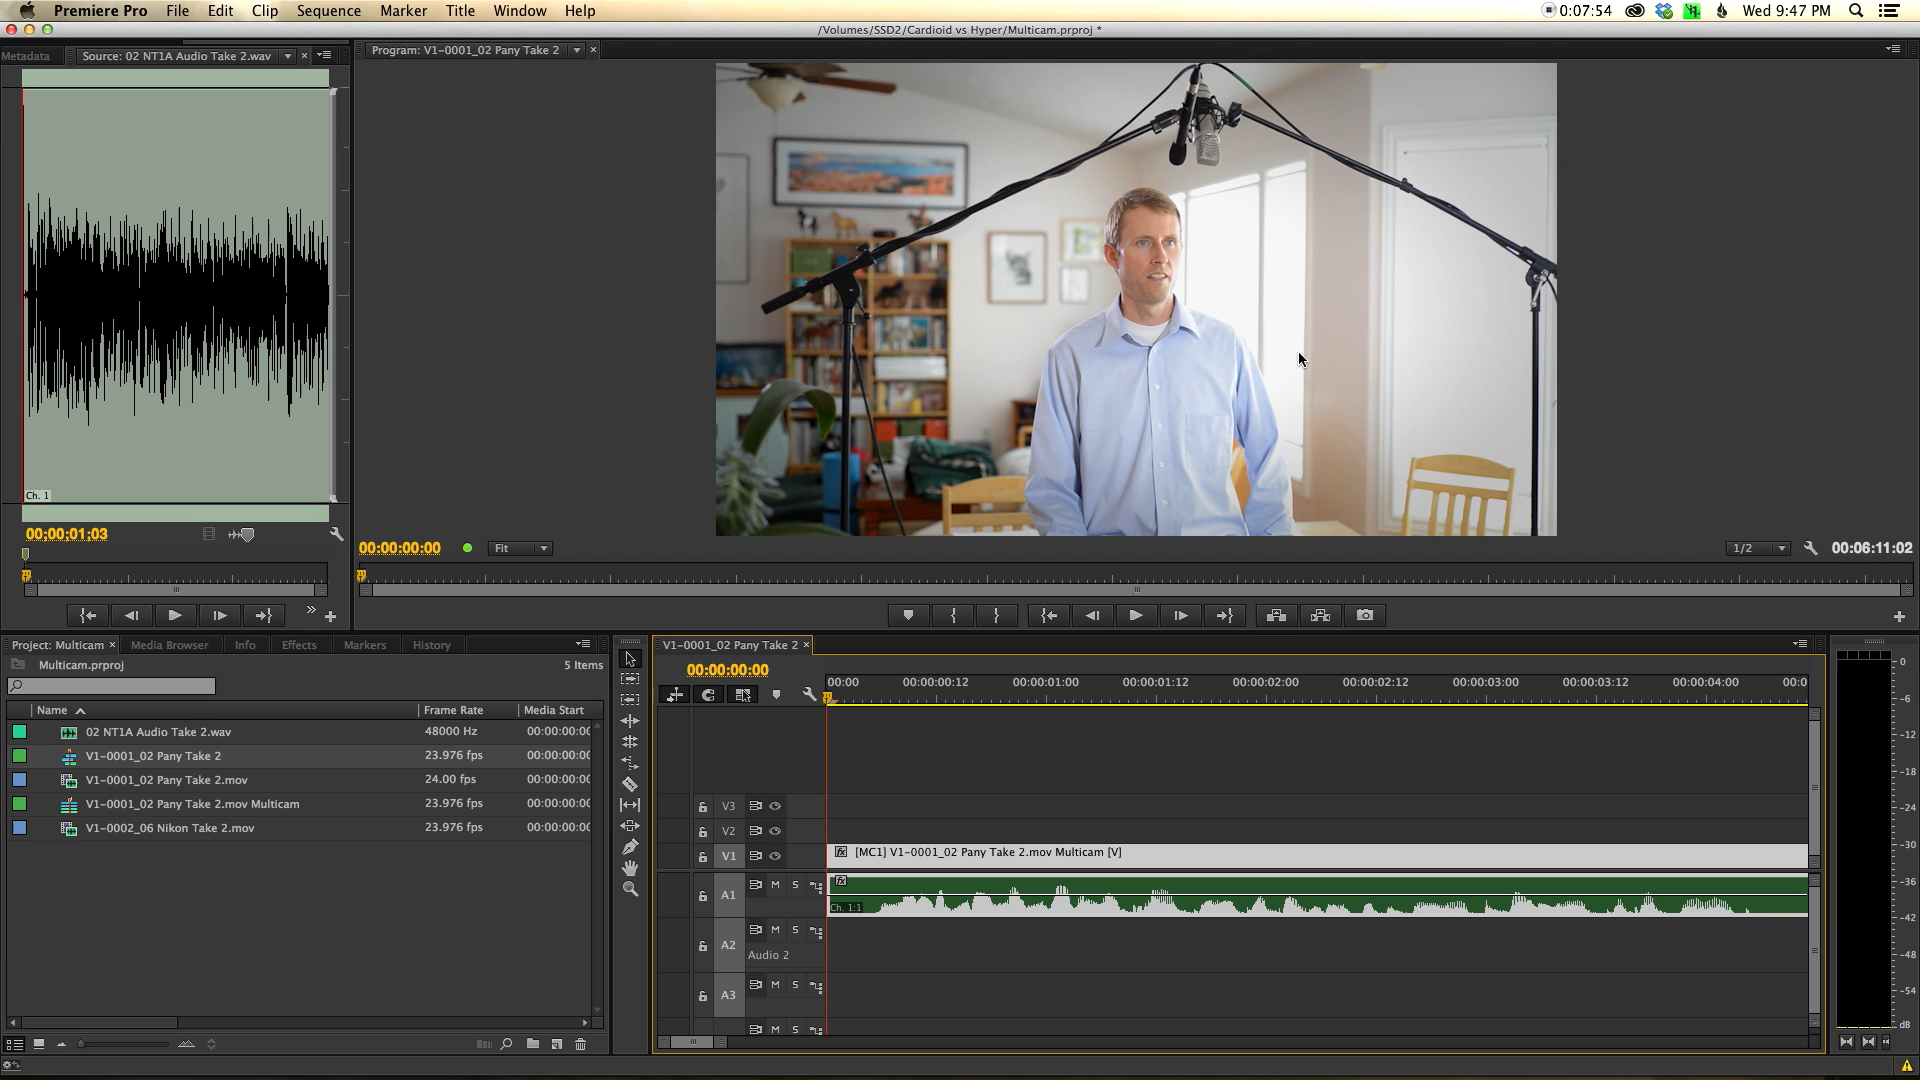 Premiere Pro File Edit Clip Sequence Marker Title Window Help
0:07:54 Wed 9:47 PM
/Volumes/SSD2/Cardioid vs Hyper/Multicam.prproj *
Metadata Source: 02 NT1A Audio Take 2.wav ×
Program: V1-0001_02 Pany Take 2 ×
Ch. 1
00;00;01;03
00:00:00:00 Fit 1/2 00:06:11:02
Project: Multicam × Media Browser Info Effects Markers History
Multicam.prproj 5 Items
Name Frame Rate Media Start
02 NT1A Audio Take 2.wav 48000 Hz 00:00:00:00
V1-0001_02 Pany Take 2 23.976 fps 00:00:00:00
V1-0001_02 Pany Take 2.mov 24.00 fps 00:00:00:00
V1-0001_02 Pany Take 2.mov Multicam 23.976 fps 00:00:00:00
V1-0002_06 Nikon Take 2.mov 23.976 fps 00:00:00:00
V1-0001_02 Pany Take 2 ×
00:00:00:00
00:00 00:00:00:12 00:00:01:00 00:00:01:12 00:00:02:00 00:00:02:12 00:00:03:00 00:00:03:12 00:00:04:00 00:0
V3
V2
V1 fx [MC1] V1-0001_02 Pany Take 2.mov Multicam [V]
A1 M S fx
Ch. 1:1
A2 M S
Audio 2
A3 M S
M S
0
-6
-12
-18
-24
-30
-36
-42
-48
-54
dB